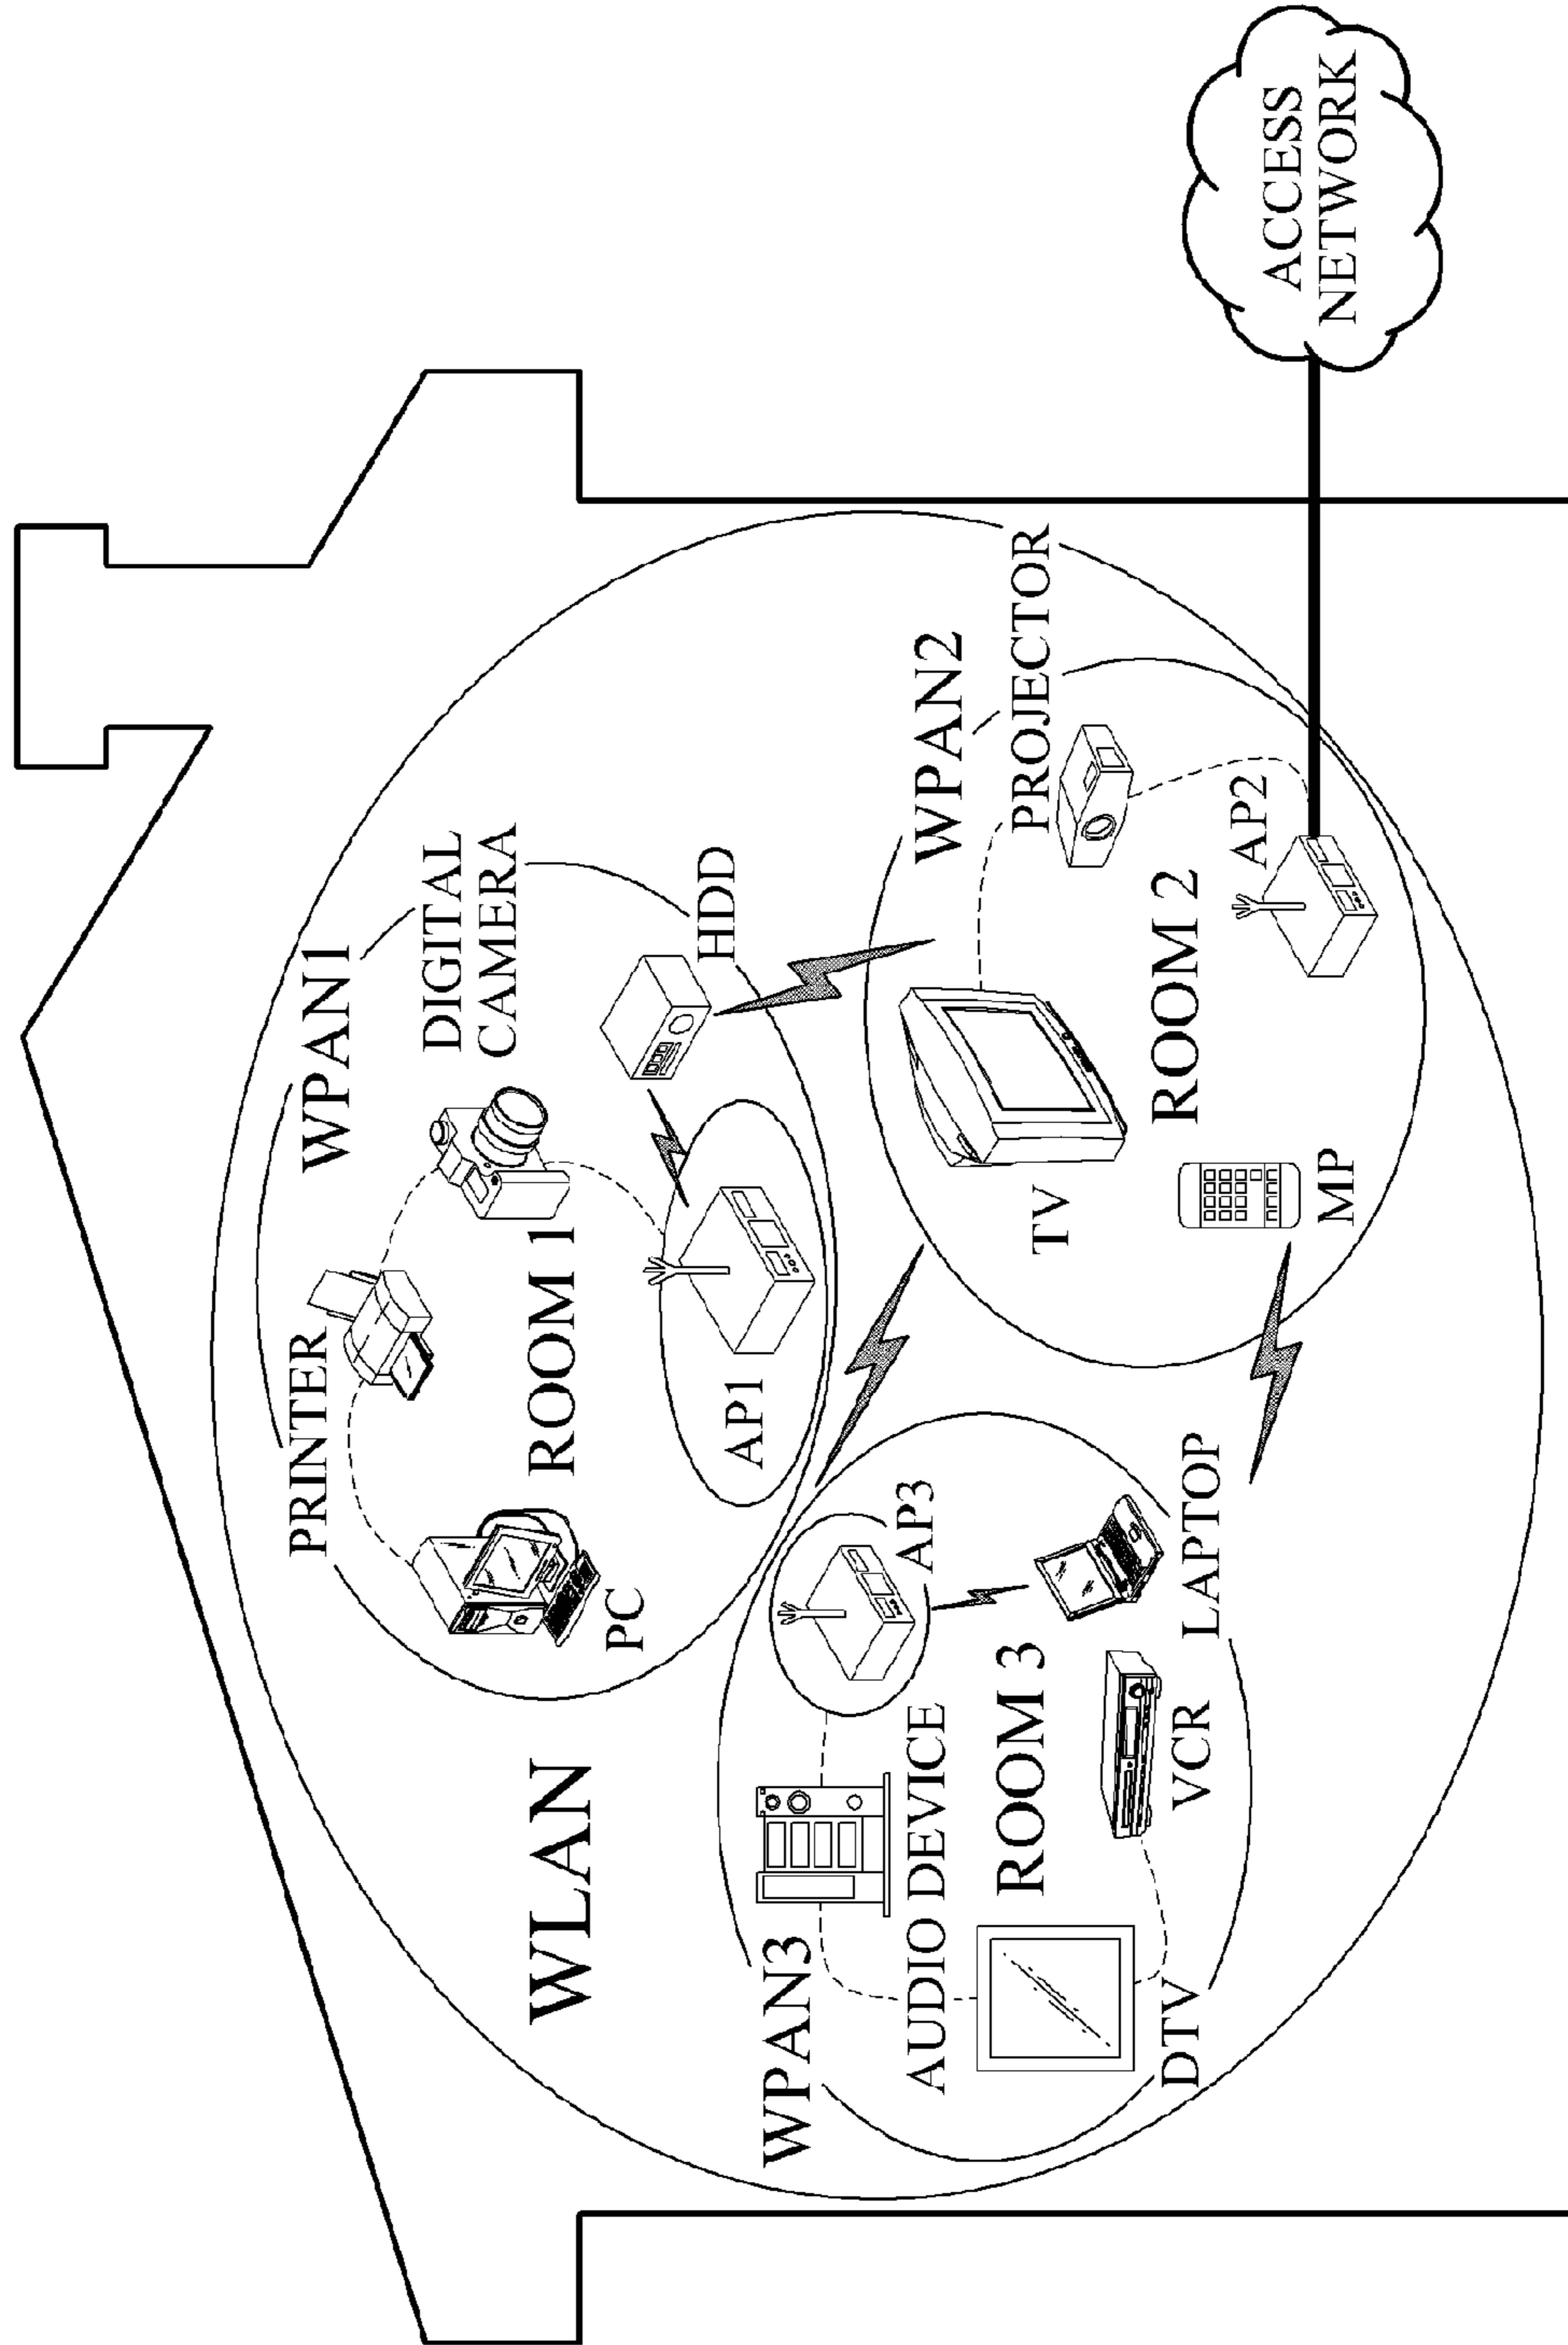 WPAN1
PRINTER
DIGITAL
CAMERA
WLAN
ROOM 1
PC
HDD
AP1
WPAN3
AP3
AUDIO DEVICE
WPAN2
PROJECTOR
ROOM 3
TV
ROOM 2
DTV
VCR
LAPTOP
AP2
MP
ACCESS
NETWORK